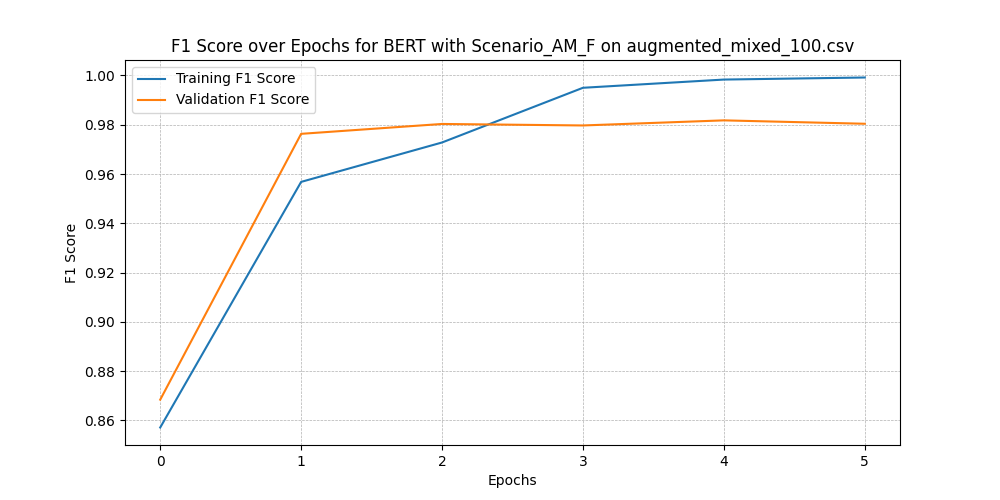 F1 Score over Epochs for BERT with Scenario_AM_F on augmented_mixed_100.csv
Training F1 Score
Validation F1 Score
1.00
0.98
0.96
0.94
0.92
0.90
0.88
0.86
F1 Score
0 1 2 3 4 5
Epochs